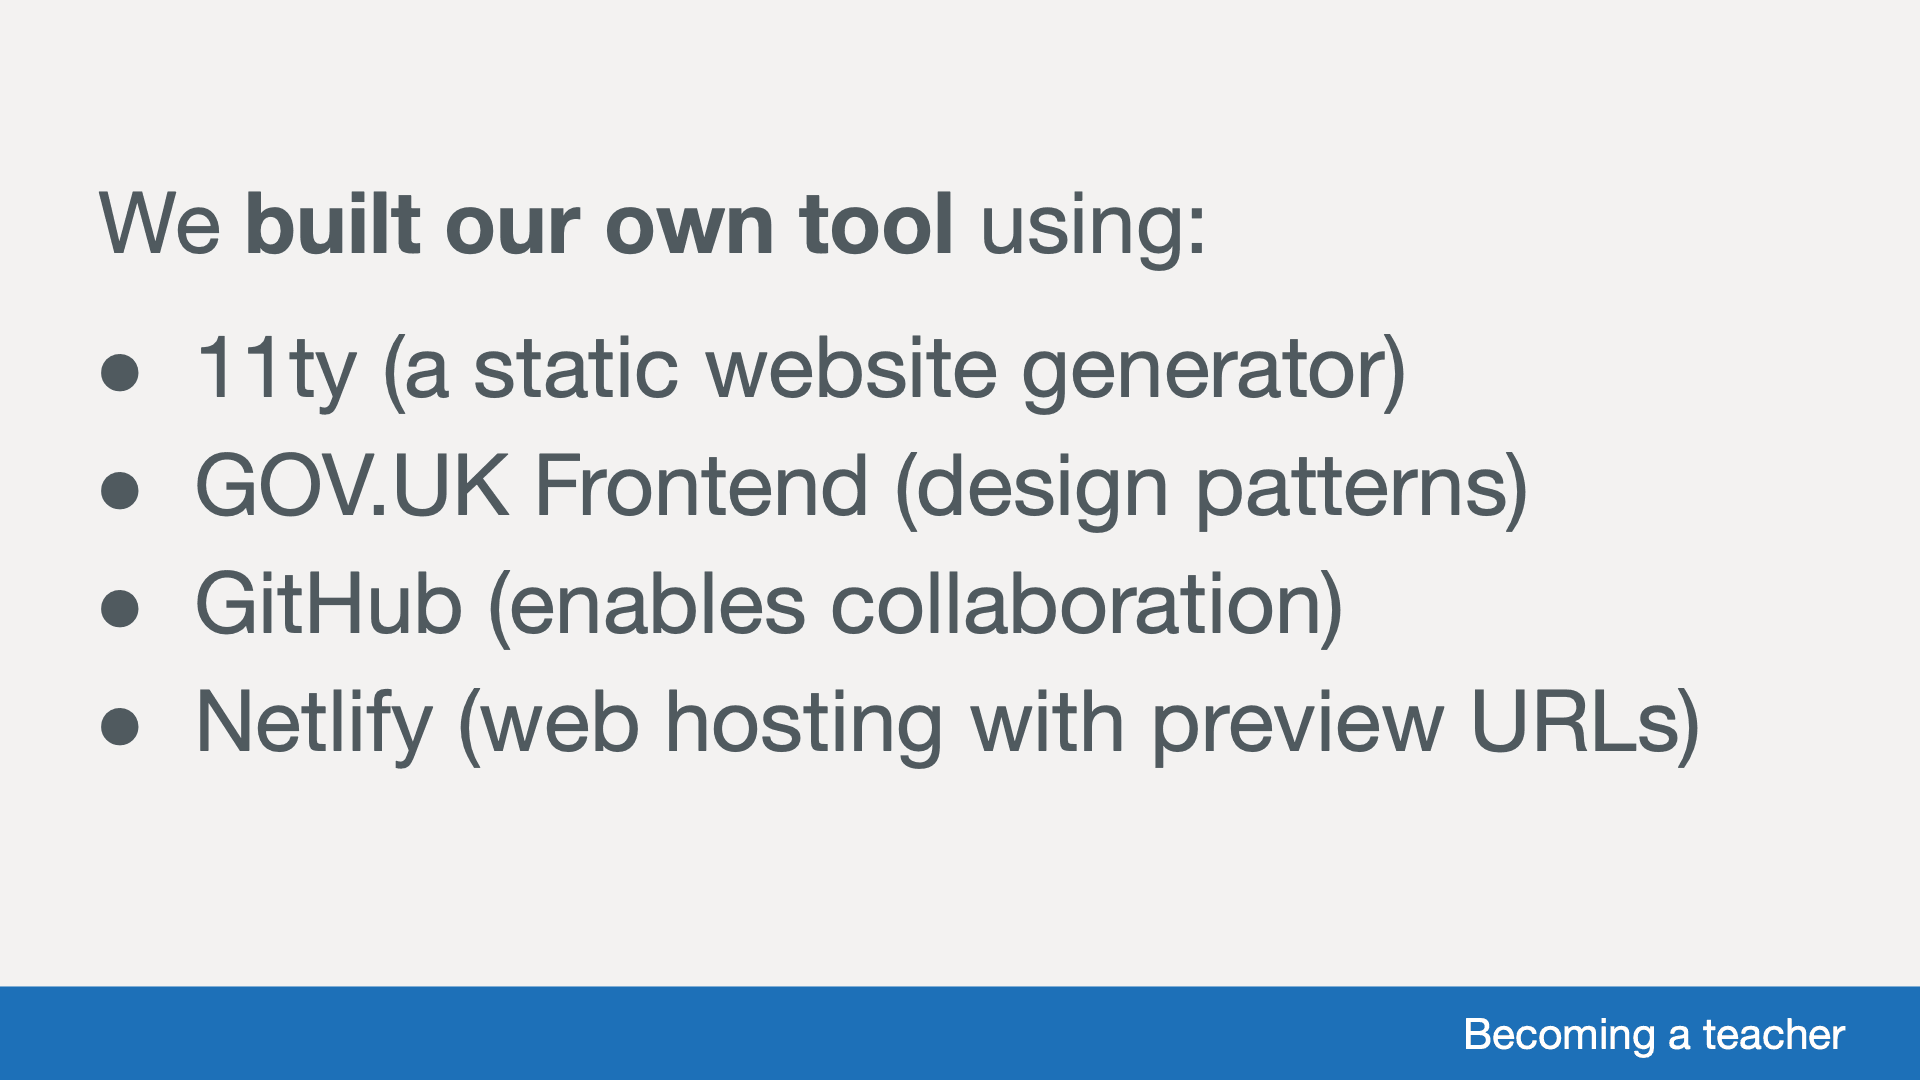 We built our own tool using:
● 11ty (a static website generator)
● GOV.UK Frontend (design patterns)
● GitHub (enables collaboration)
● Netlify (web hosting with preview URLs)
Becoming a teacher